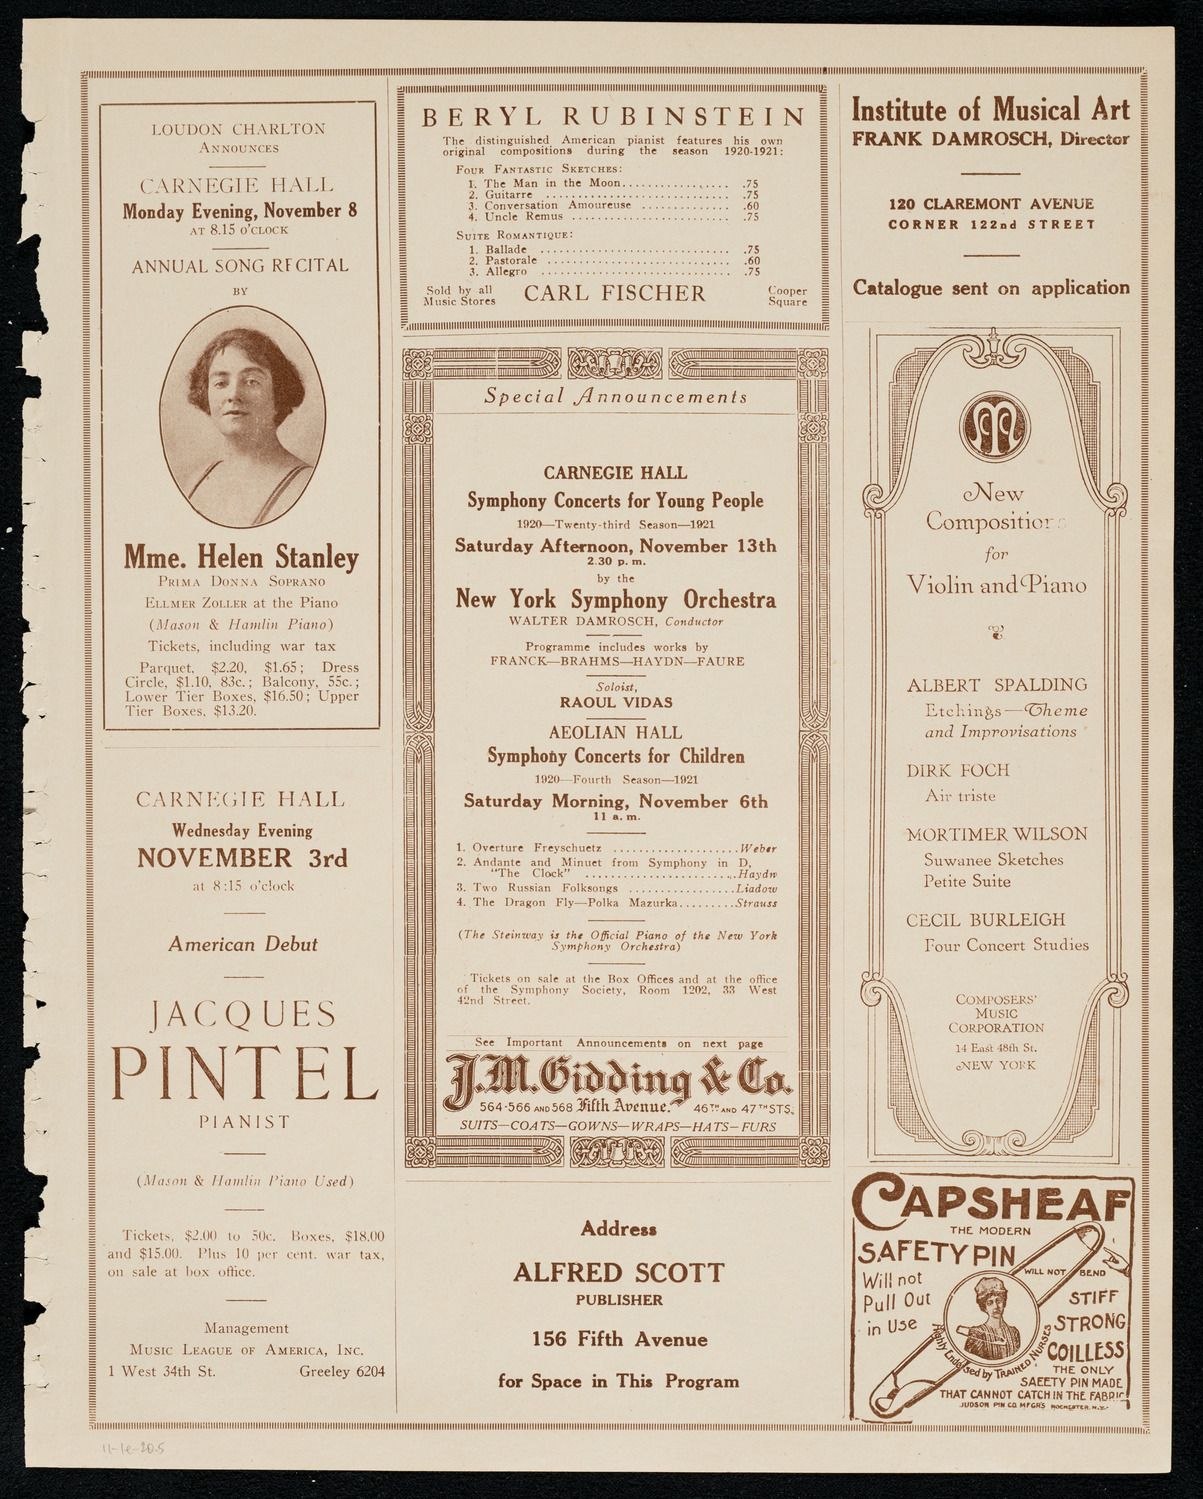 LOUDON CHARLTON
ANNOUNCES
CARNEGIE HALL
Monday Evening, November 8
AT 8.15 O'CLOCK
ANNUAL SONG RECITAL
BY
Mme. Helen Stanley
PRIMA DONNA SOPRANO
ELLMER ZOLLER at the Piano
(Mason & Hamlin Piano)
Tickets, including war tax
Parquet, $2.20, $1.65; Dress
Circle, $1.10, 83c.; Balcony, 55c.;
Lower Tier Boxes, $16.50; Upper
Tier Boxes, $13.20.
CARNEGIE HALL
Wednesday Evening
NOVEMBER 3rd
at 8:15 o'clock
American Debut
JACQUES
PINTEL
PIANIST
(Mason & Hamlin Piano Used)
Tickets, $2.00 to 50c. Boxes, $18.00
and $15.00. Plus 10 per cent. war tax,
on sale at box office.
Management
MUSIC LEAGUE OF AMERICA, INC.
1 West 34th St. Greeley 6204
BERYL RUBINSTEIN
The distinguished American pianist features his own
original compositions during the season 1920-1921:
FOUR FANTASTIC SKETCHES:
1. The Man in the Moon.................. .75
2. Guitarre .......................... .75
3. Conversation Amoureuse ............... .60
4. Uncle Remus ......................... .75
SUITE ROMANTIQUE:
1. Ballade ............................. .75
2. Pastorale ........................... .60
3. Allegro ............................. .75
Sold by all
Music Stores
CARL FISCHER
Cooper
Square
Special Announcements
CARNEGIE HALL
Symphony Concerts for Young People
1920—Twenty-third Season—1921
Saturday Afternoon, November 13th
2.30 p. m.
by the
New York Symphony Orchestra
WALTER DAMROSCH, Conductor
Programme includes works by
FRANCK—BRAHMS—HAYDN—FAURE
Soloist,
RAOUL VIDAS
AEOLIAN HALL
Symphony Concerts for Children
1920—Fourth Season—1921
Saturday Morning, November 6th
11 a. m.
1. Overture Freyschuetz ...................Weber
2. Andante and Minuet from Symphony in D,
"The Clock" ......................Haydn
3. Two Russian Folksongs ................Liadow
4. The Dragon Fly—Polka Mazurka.........Strauss
(The Steinway is the Official Piano of the New York
Symphony Orchestra)
Tickets on sale at the Box Offices and at the office
of the Symphony Society, Room 1202, 33 West
42nd Street.
See Important Announcements on next page
J.M. Gidding & Co.
564-566 AND 568 Fifth Avenue. 46TH AND 47TH STS.
SUITS—COATS—GOWNS—WRAPS—HATS—FURS
Address
ALFRED SCOTT
PUBLISHER
156 Fifth Avenue
for Space in This Program
Institute of Musical Art
FRANK DAMROSCH, Director
120 CLAREMONT AVENUE
CORNER 122nd STREET
Catalogue sent on application
New
Compositions
for
Violin and Piano
ALBERT SPALDING
Etchings—Theme
and Improvisations
DIRK FOCH
Air triste
MORTIMER WILSON
Suwanee Sketches
Petite Suite
CECIL BURLEIGH
Four Concert Studies
COMPOSERS'
MUSIC
CORPORATION
14 East 48th St.
NEW YORK
CAPSHEAF
THE MODERN
SAFETY PIN
WILL NOT BEND
Will not
Pull Out
in Use
STIFF
STRONG
COILLESS
Highly Endorsed by TRAINED NURSES
THE ONLY
SAFETY PIN MADE
THAT CANNOT CATCH IN THE FABRIC
JUDSON PIN CO. MFGRS ROCHESTER, N.Y.